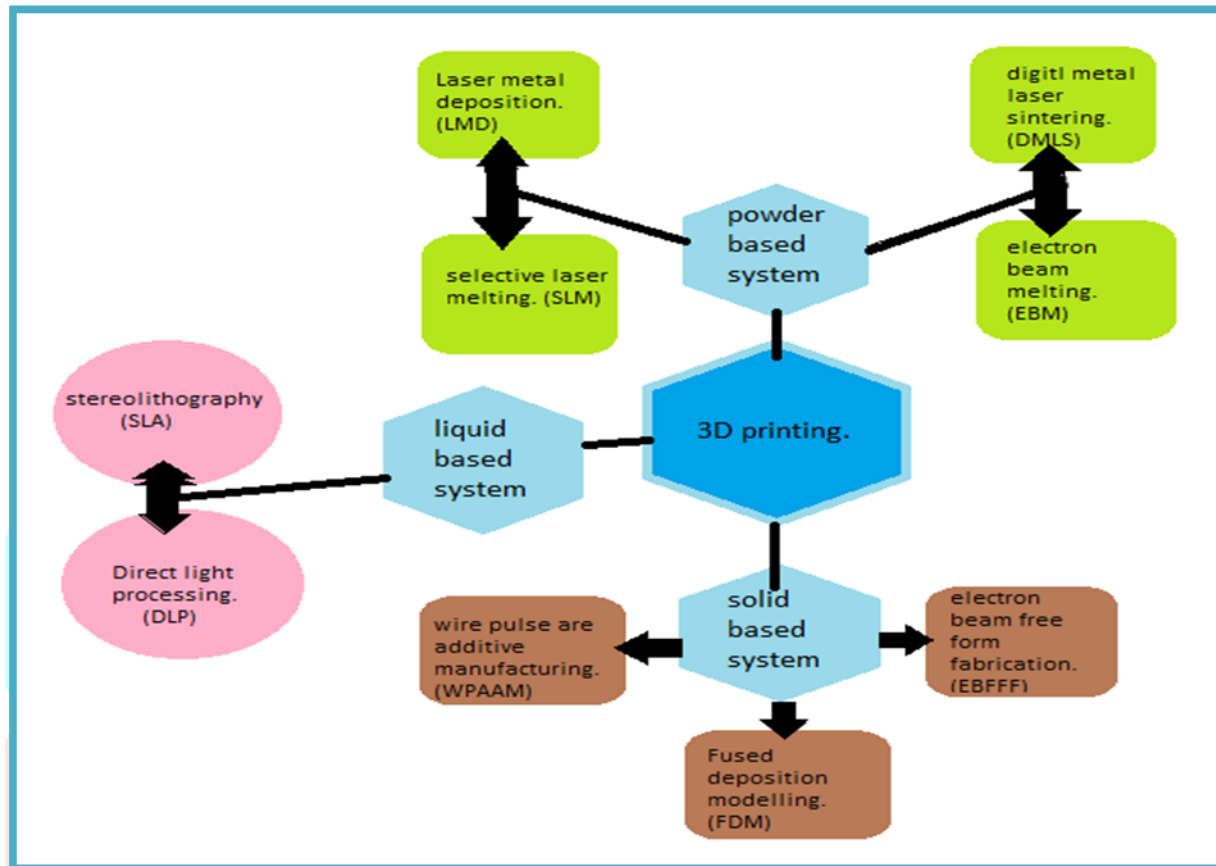 Laser metal
deposition.
(LMD)
digitl metal
laser
sintering.
(DMLS)
powder
based
system
selective laser
melting. (SLM)
electron
beam
melting.
(EBM)
stereolithography
(SLA)
liquid
based
system
3D printing.
Direct light
processing.
(DLP)
wire pulse are
additive
manufacturing.
(WPAAM)
solid
based
system
electron
beam free
form
fabrication.
(EBFFF)
Fused
deposition
modelling.
(FDM)